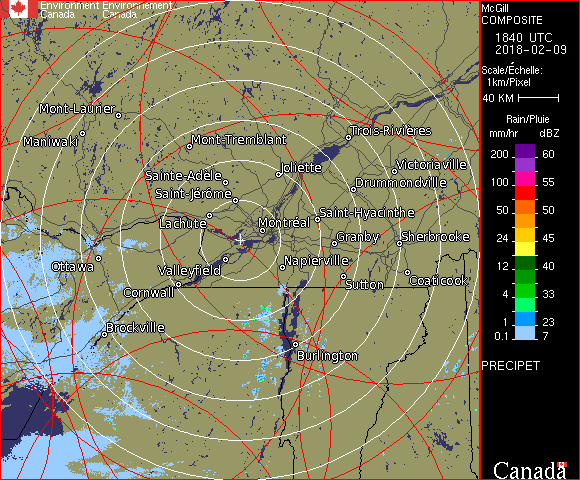 Environment Environnement
Canada Canada
McGill
COMPOSITE
1840 UTC
2018-02-09
Scale/Échelle:
1km/Pixel
40 KM
Rain/Pluie
mm/hr dBZ
200 60
100 55
50 50
24 45
12 40
4 33
1 23
0.1 7
PRECIPET
Canada
Mont-Laurier
Maniwaki
Mont-Tremblant
Trois-Rivières
Joliette
Victoriaville
Sainte-Adèle
Drummondville
Saint-Jérôme
Saint-Hyacinthe
Lachute
Montréal
Granby
Sherbrooke
Ottawa
Valleyfield
Napierville
Cornwall
Sutton
Coaticook
Brockville
Burlington